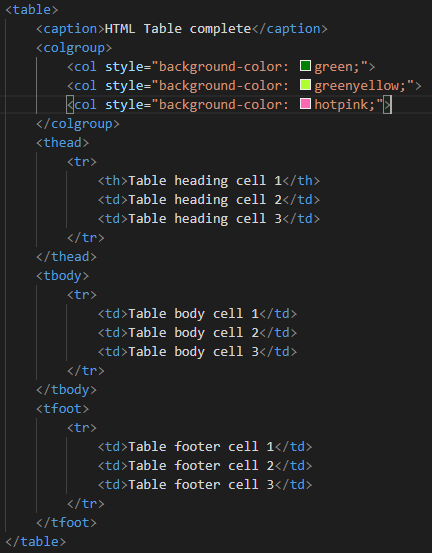 <table>
    <caption>HTML Table complete</caption>
    <colgroup>
        <col style="background-color: green;">
        <col style="background-color: greenyellow;">
        <col style="background-color: hotpink;">
    </colgroup>
    <thead>
        <tr>
            <th>Table heading cell 1</th>
            <td>Table heading cell 2</td>
            <td>Table heading cell 3</td>
        </tr>
    </thead>
    <tbody>
        <tr>
            <td>Table body cell 1</td>
            <td>Table body cell 2</td>
            <td>Table body cell 3</td>
        </tr>
    </tbody>
    <tfoot>
        <tr>
            <td>Table footer cell 1</td>
            <td>Table footer cell 2</td>
            <td>Table footer cell 3</td>
        </tr>
    </tfoot>
</table>